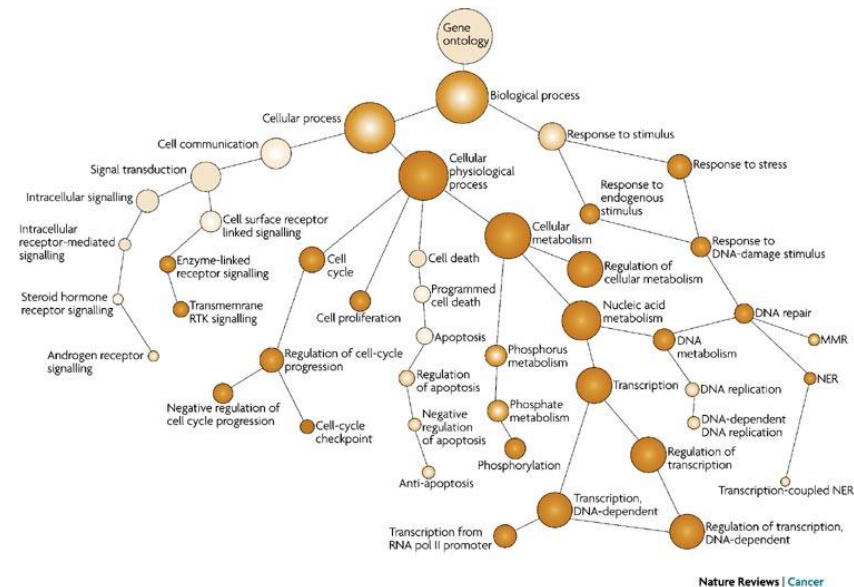 Gene
ontology
Biological process
Cellular process
Response to stimulus
Cell communication
Signal transduction
Cellular
physiological
process
Response to stress
Intracellular signalling
Response to
endogenous
stimulus
Cell surface receptor
linked signalling
Intracellular
receptor-mediated
signalling
Cellular
metabolism
Response to
DNA-damage stimulus
Enzyme-linked
receptor signalling
Cell
cycle
Cell death
Regulation of
cellular metabolism
Steroid hormone
receptor signalling
Transmemrane
RTK signalling
Cell proliferation
Programmed
cell death
Nucleic acid
metabolism
DNA repair
Apoptosis
DNA
metabolism
MMR
Androgen receptor
signalling
Regulation of cell-cycle
progression
Phosphorus
metabolism
Regulation
of apoptosis
Transcription
DNA replication
NER
Negative regulation of
cell cycle progression
Cell-cycle
checkpoint
Negative
regulation
of apoptosis
Phosphate
metabolism
DNA-dependent
DNA replication
Phosphorylation
Regulation of
transcription
Anti-apoptosis
Transcription-coupled NER
Transcription,
DNA-dependent
Transcription from
RNA pol II promoter
Regulation of transcription,
DNA-dependent
Nature Reviews | Cancer